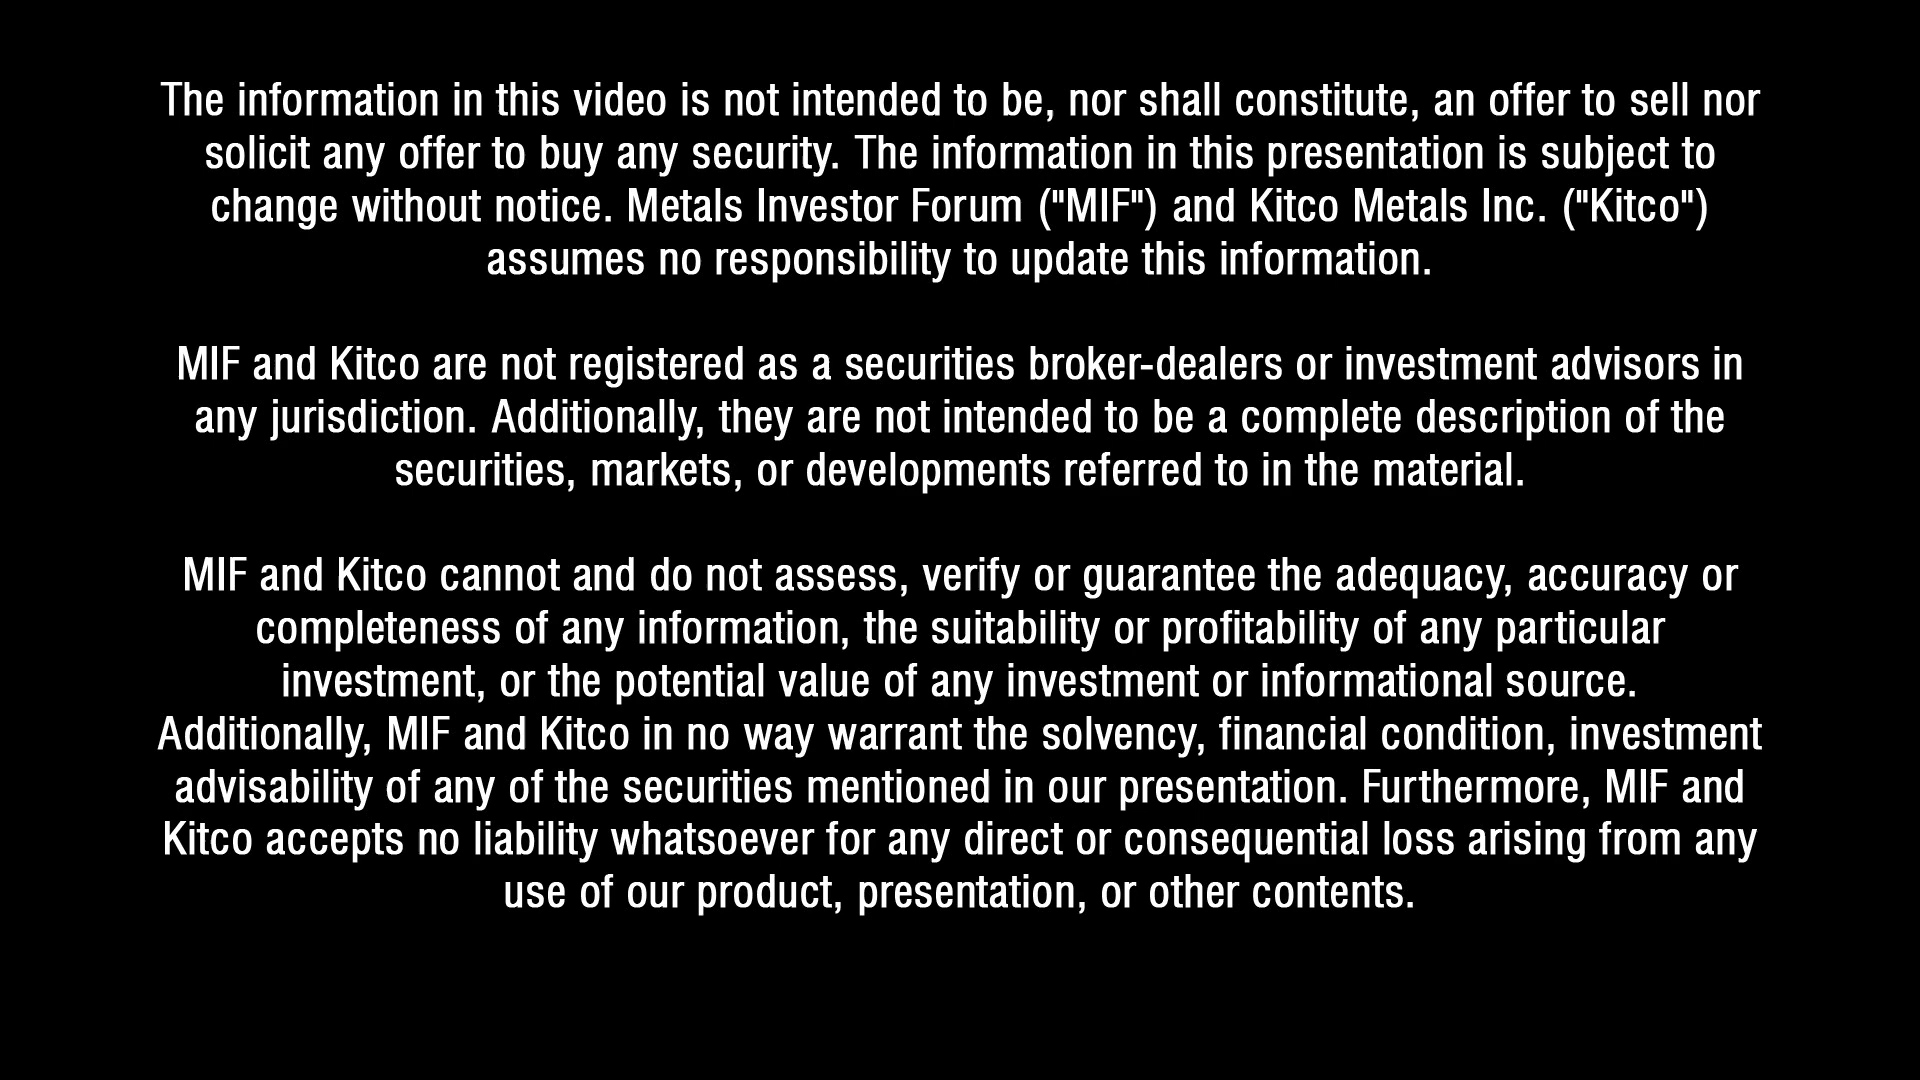 The information in this video is not intended to be, nor shall constitute, an offer to sell nor
solicit any offer to buy any security. The information in this presentation is subject to
change without notice. Metals Investor Forum ("MIF") and Kitco Metals Inc. ("Kitco")
assumes no responsibility to update this information.
MIF and Kitco are not registered as a securities broker-dealers or investment advisors in
any jurisdiction. Additionally, they are not intended to be a complete description of the
securities, markets, or developments referred to in the material.
MIF and Kitco cannot and do not assess, verify or guarantee the adequacy, accuracy or
completeness of any information, the suitability or profitability of any particular
investment, or the potential value of any investment or informational source.
Additionally, MIF and Kitco in no way warrant the solvency, financial condition, investment
advisability of any of the securities mentioned in our presentation. Furthermore, MIF and
Kitco accepts no liability whatsoever for any direct or consequential loss arising from any
use of our product, presentation, or other contents.